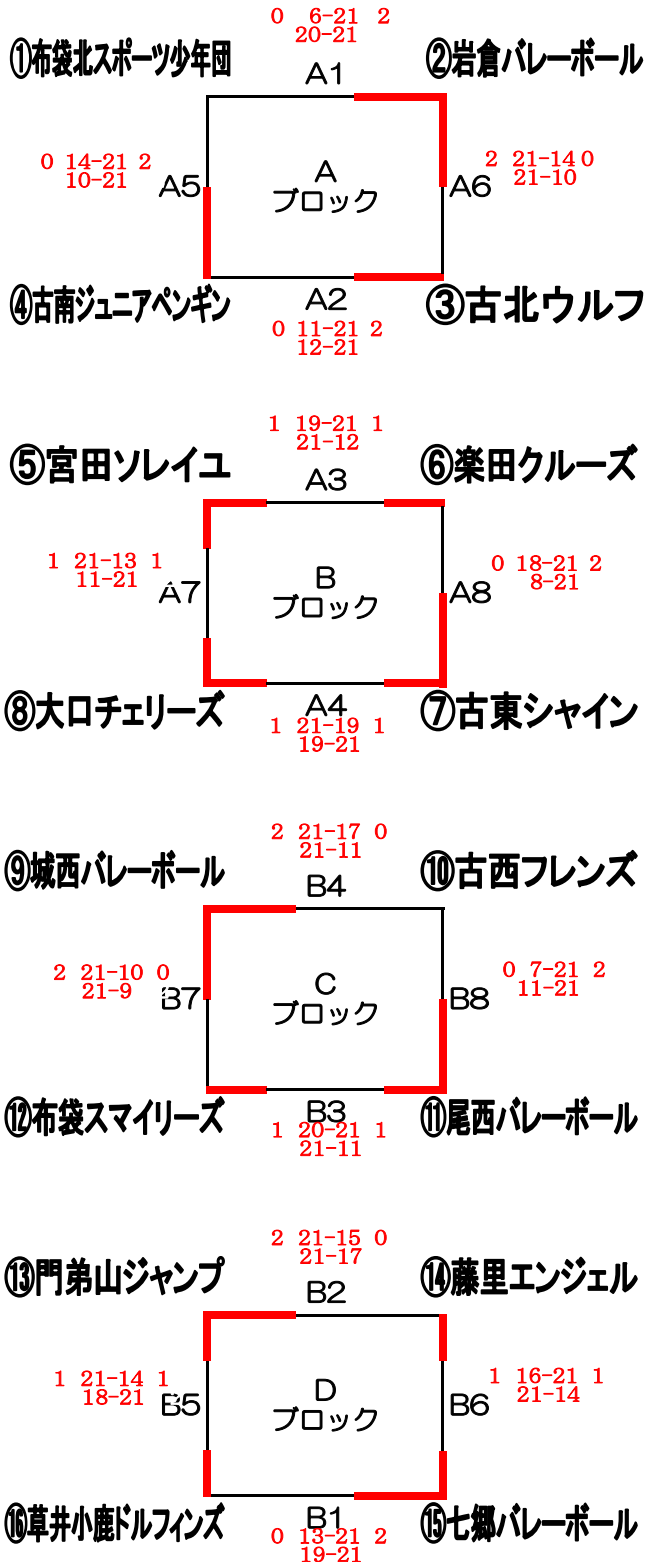 0 6-21 2
20-21
①布袋北スポーツ少年団
②岩倉バレーボール
A1
0 14-21 2
10-21
A5
A
ブロック
2 21-14 0
21-10
A6
④古南ジュニアペンギン
A2
③古北ウルフ
0 11-21 2
12-21
1 19-21 1
21-12
⑤宮田ソレイユ
⑥楽田クルーズ
A3
1 21-13 1
11-21
A7
B
ブロック
0 18-21 2
8-21
A8
⑧大口チェリーズ
A4
⑦古東シャイン
1 21-19 1
19-21
2 21-17 0
21-11
⑨城西バレーボール
⑩古西フレンズ
B4
2 21-10 0
21-9
B7
C
ブロック
0 7-21 2
11-21
B8
⑫布袋スマイリーズ
B3
⑪尾西バレーボール
1 20-21 1
21-11
2 21-15 0
21-17
⑬門弟山ジャンプ
⑭藤里エンジェル
B2
1 21-14 1
18-21
B5
D
ブロック
1 16-21 1
21-14
B6
⑯草井小鹿ドルフィンズ
B1
⑮七郷バレーボール
0 13-21 2
19-21